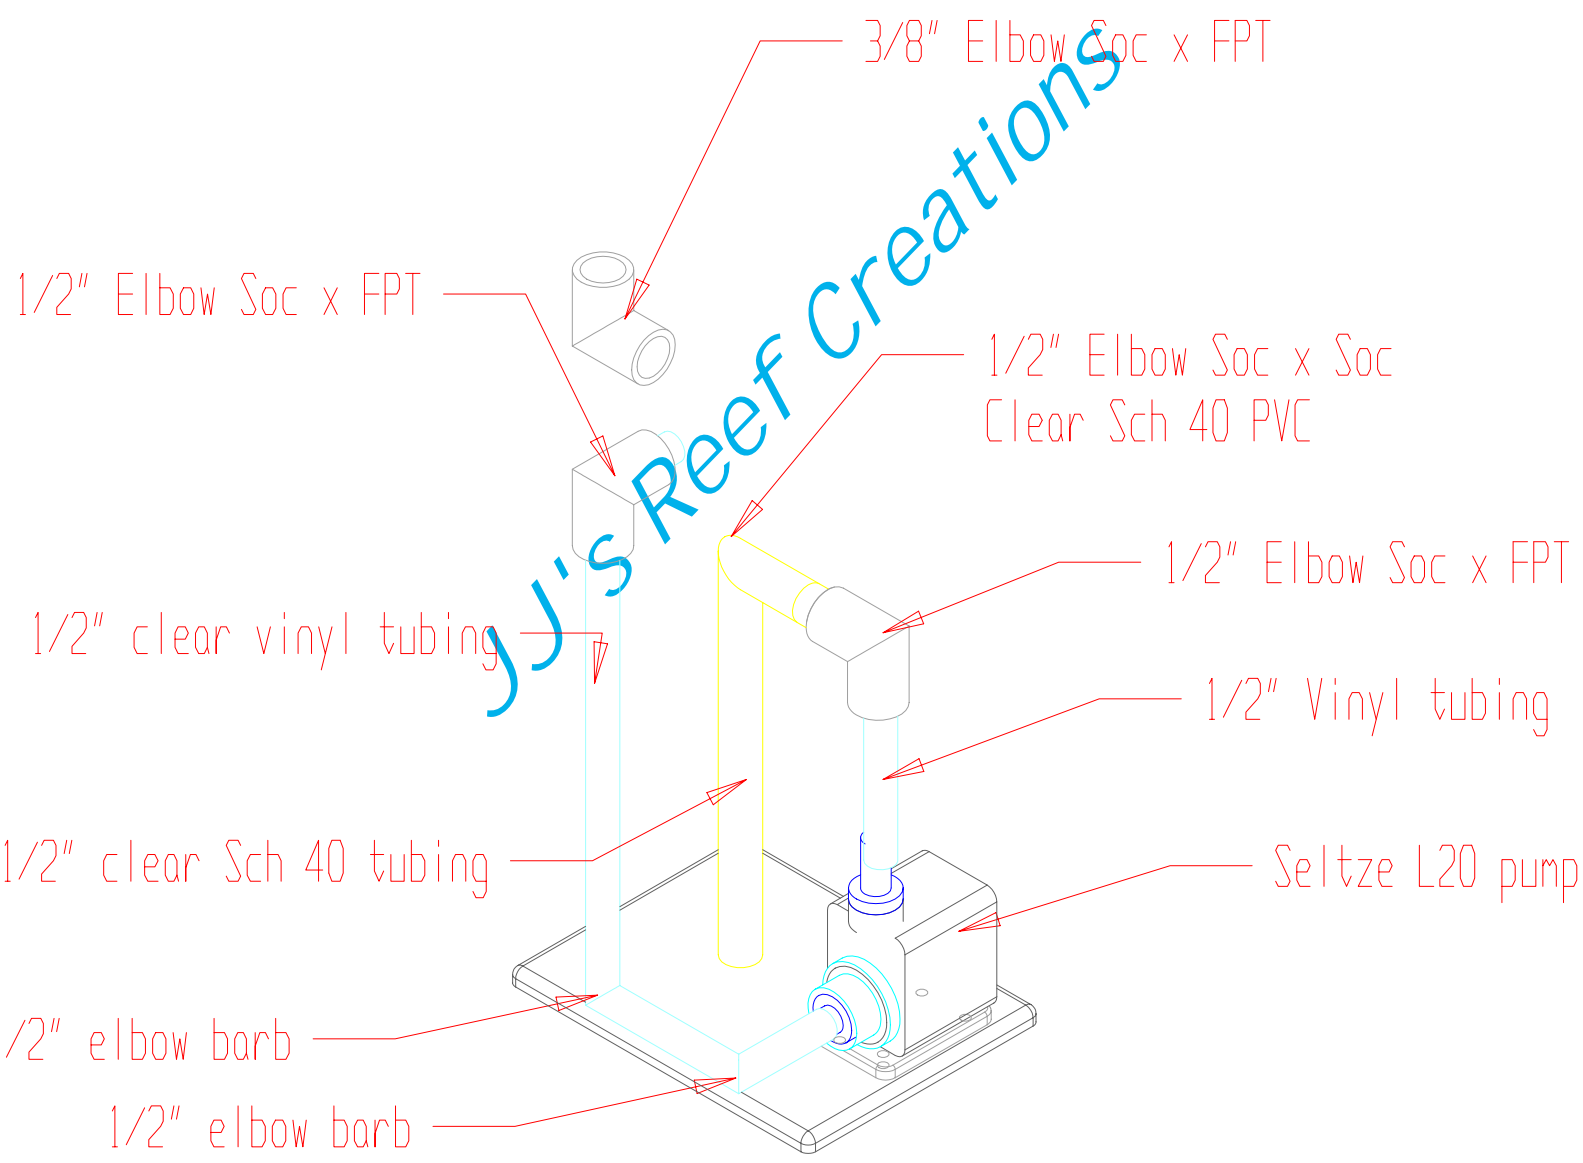 3/8" Elbow Soc x FPT
1/2" Elbow Soc x FPT
JJ's Reef Creations
1/2" Elbow Soc x Soc
Clear Sch 40 PVC
1/2" Elbow Soc x FPT
1/2" clear vinyl tubing
1/2" Vinyl tubing
1/2" clear Sch 40 tubing
Seltze L20 pump
/2" elbow barb
1/2" elbow barb